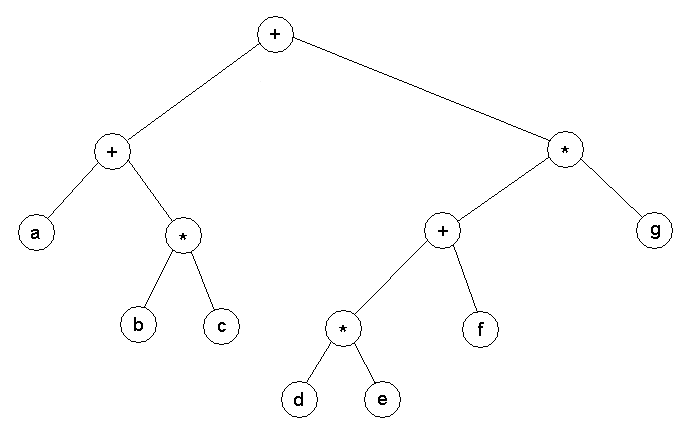 +
+ *
a * + g
b c * f
d e